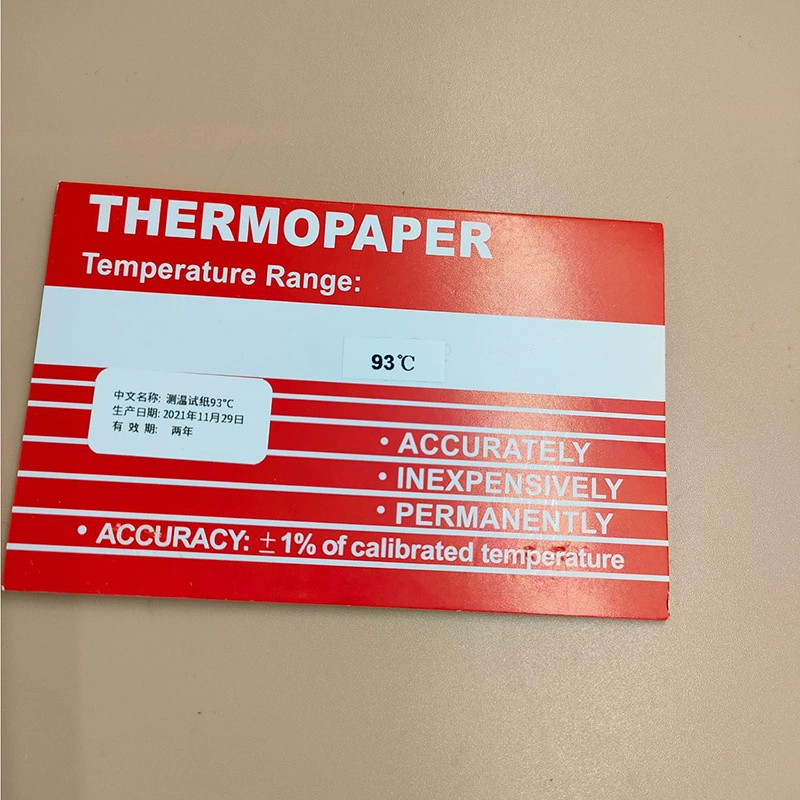 THERMOPAPER
Temperature Range:
93℃
中文名称: 测温试纸93℃
生产日期: 2021年11月29日
有 效 期: 两年
• ACCURATELY
• INEXPENSIVELY
• PERMANENTLY
• ACCURACY: ±1% of calibrated temperature